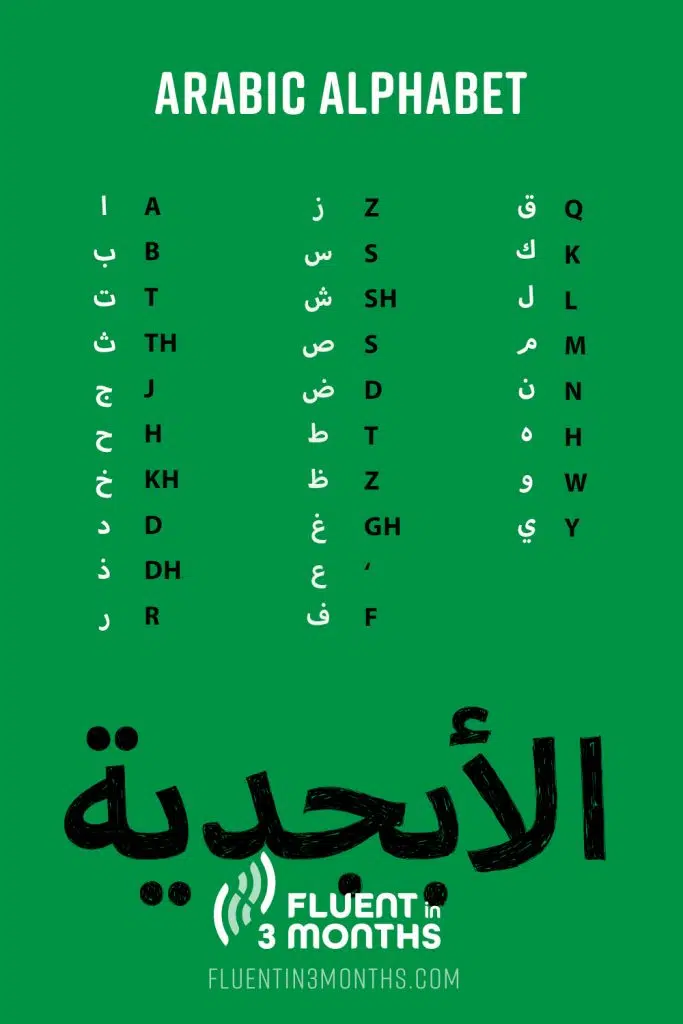 ARABIC ALPHABET
ا A
ب B
ت T
ث TH
ج J
ح H
خ KH
د D
ذ DH
ر R
ز Z
س S
ش SH
ص S
ض D
ط T
ظ Z
غ GH
ع ‘
ف F
ق Q
ك K
ل L
م M
ن N
ه H
و W
ي Y
الأبجدية
FLUENT in
3 MONTHS
FLUENTIN3MONTHS.COM